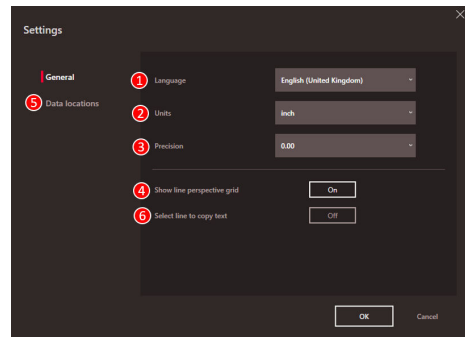 Settings
General
1 Language English (United Kingdom)
5 Data locations
2 Units inch
3 Precision 0.00
4 Show line perspective grid On
6 Select line to copy text Off
OK Cancel